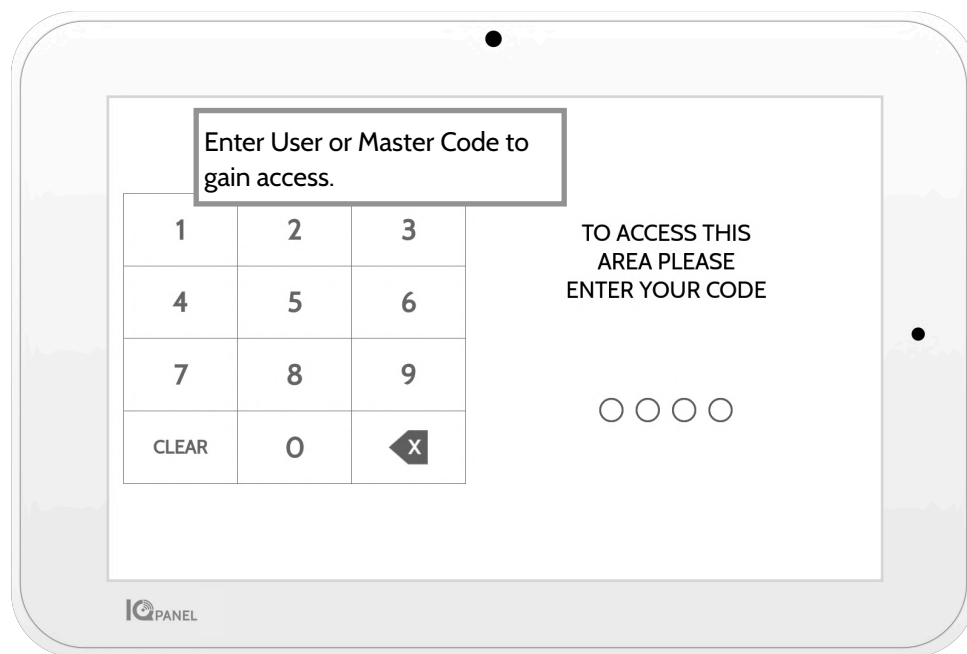 Enter User or Master Code to
gain access.
1 2 3
4 5 6
7 8 9
CLEAR 0 X
TO ACCESS THIS
AREA PLEASE
ENTER YOUR CODE
IQ PANEL